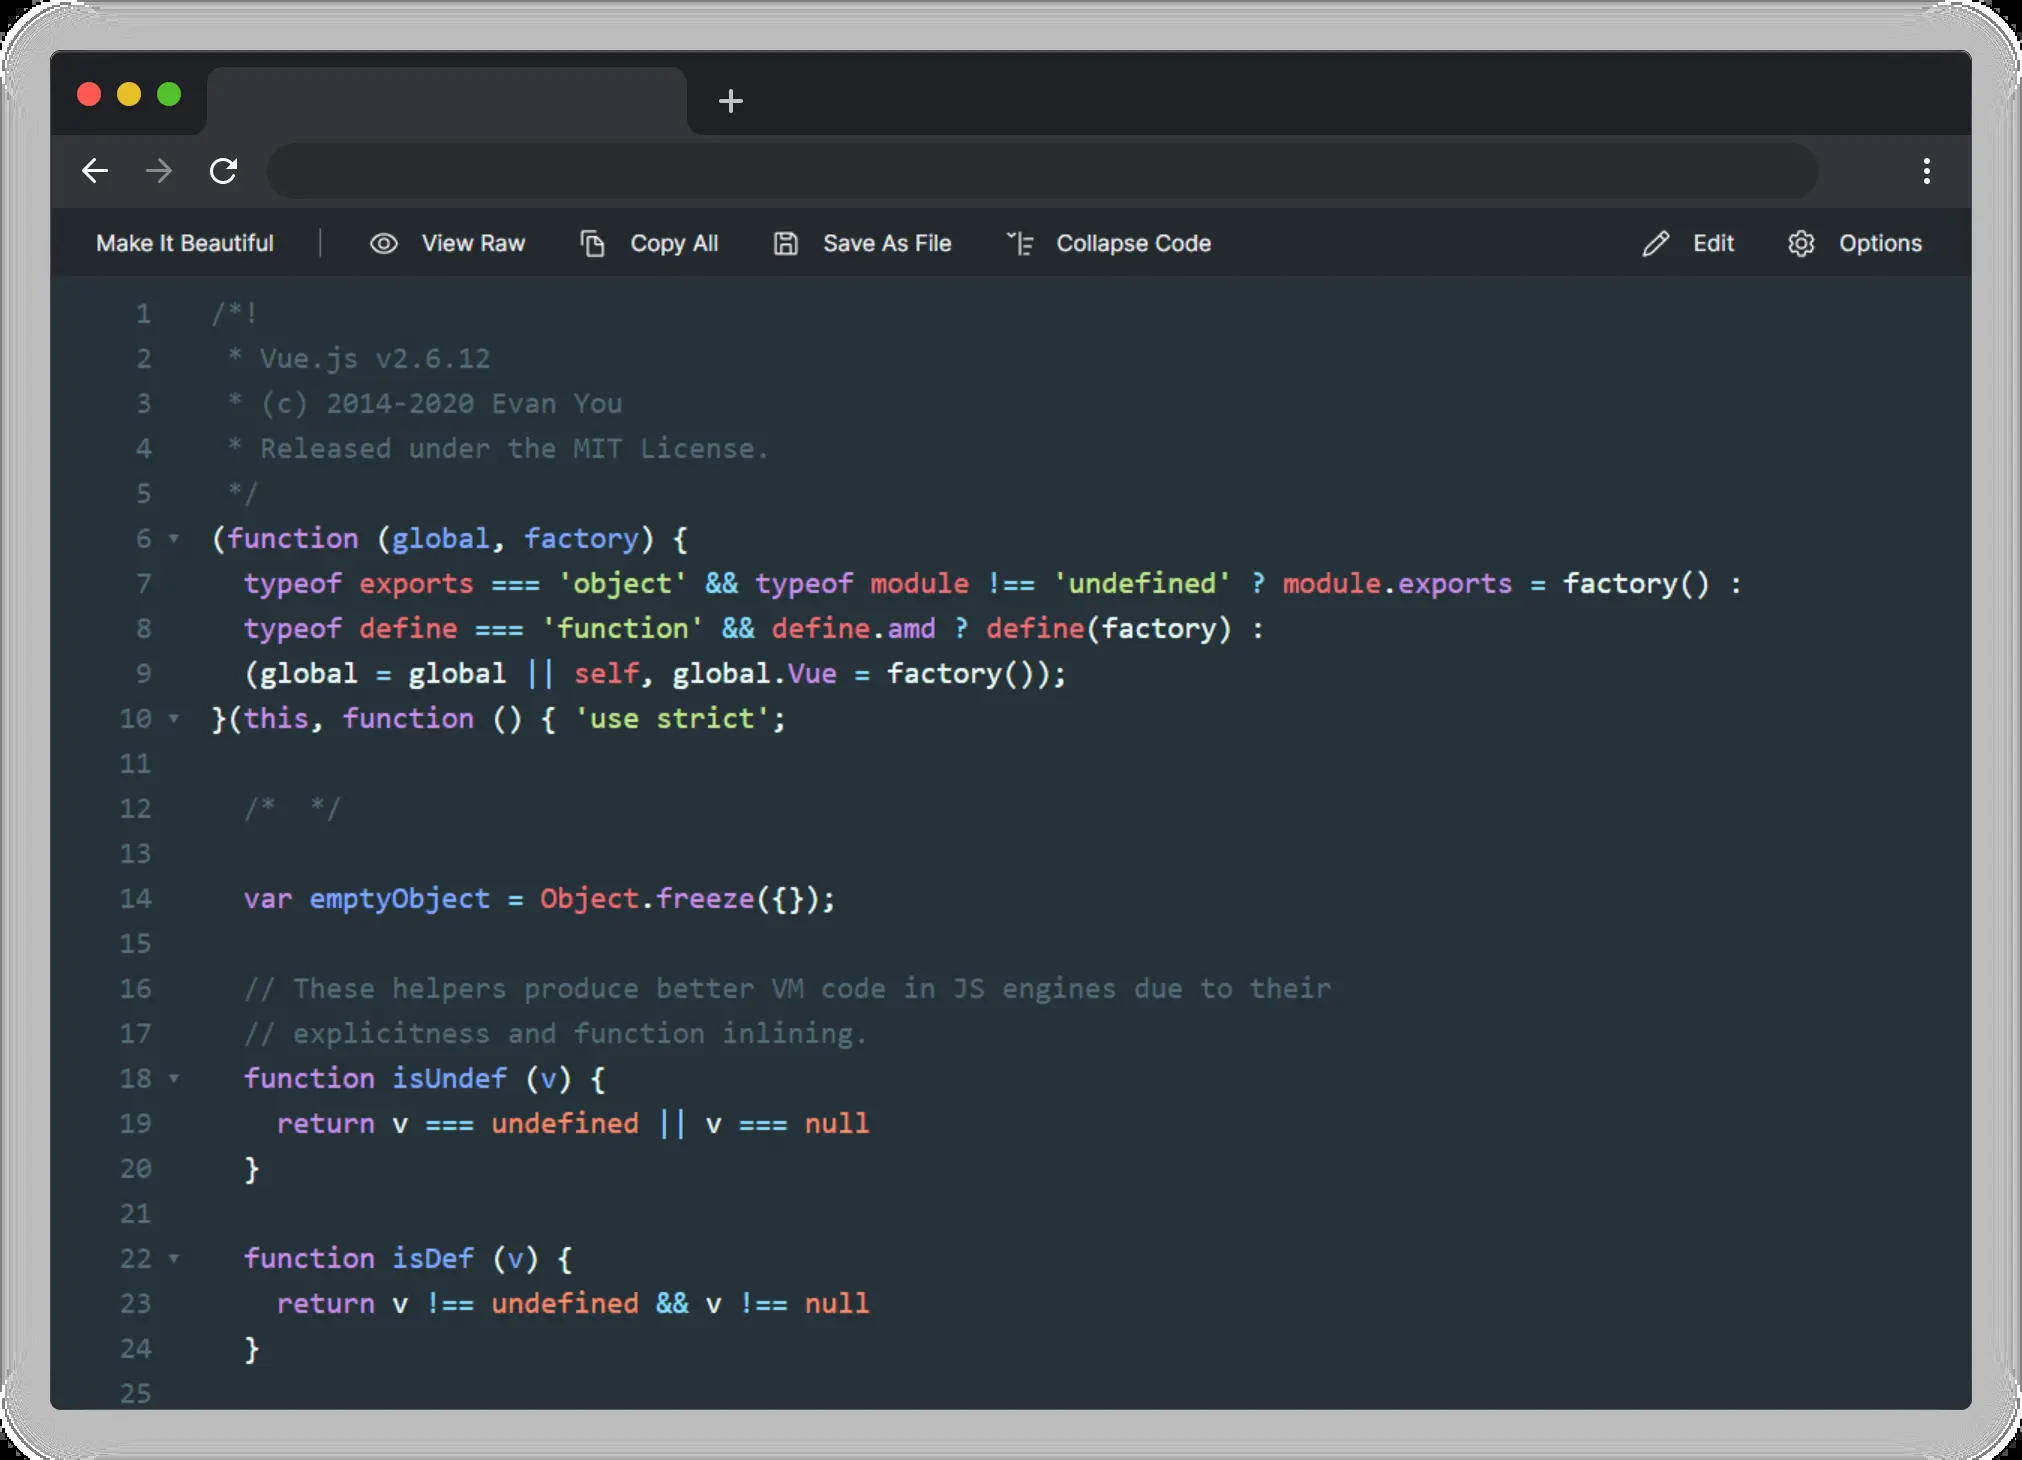 Make It Beautiful | View Raw Copy All Save As File Collapse Code Edit Options
1 /*!
2  * Vue.js v2.6.12
3  * (c) 2014-2020 Evan You
4  * Released under the MIT License.
5  */
6 (function (global, factory) {
7   typeof exports === 'object' && typeof module !== 'undefined' ? module.exports = factory() :
8   typeof define === 'function' && define.amd ? define(factory) :
9   (global = global || self, global.Vue = factory());
10 }(this, function () { 'use strict';
11
12   /*  */
13
14   var emptyObject = Object.freeze({});
15
16   // These helpers produce better VM code in JS engines due to their
17   // explicitness and function inlining.
18   function isUndef (v) {
19     return v === undefined || v === null
20   }
21
22   function isDef (v) {
23     return v !== undefined && v !== null
24   }
25